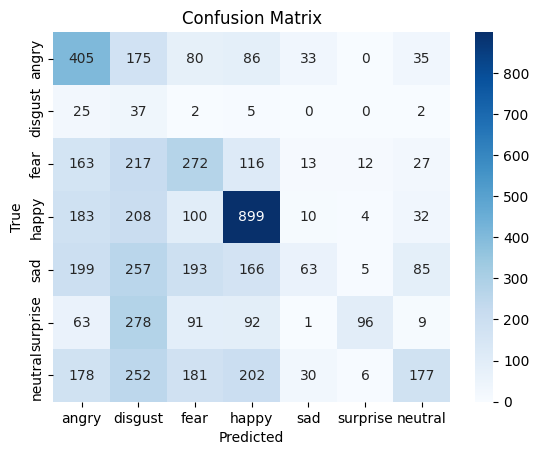 Confusion Matrix
True
angry 405 175 80 86 33 0 35
disgust 25 37 2 5 0 0 2
fear 163 217 272 116 13 12 27
happy 183 208 100 899 10 4 32
sad 199 257 193 166 63 5 85
surprise 63 278 91 92 1 96 9
neutral 178 252 181 202 30 6 177
angry disgust fear happy sad surprise neutral
Predicted
800
700
600
500
400
300
200
100
0